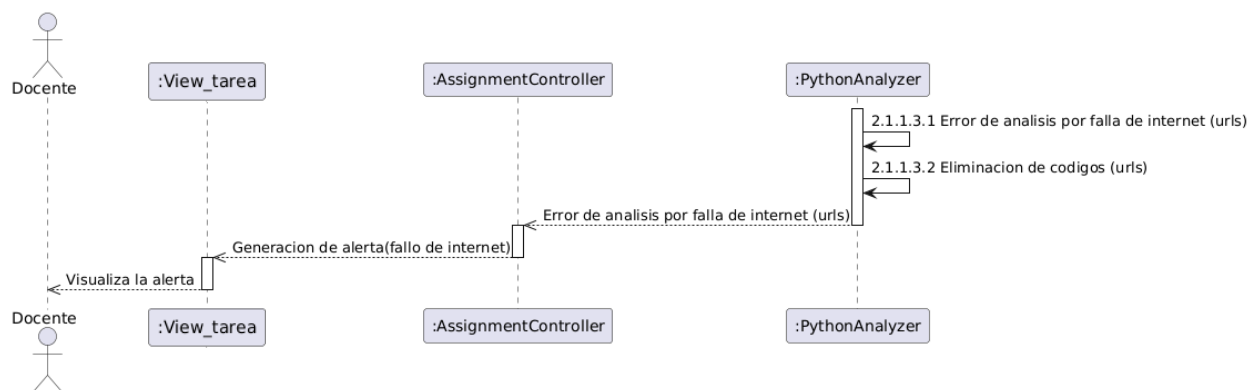 Docente
:View_tarea
:AssignmentController
:PythonAnalyzer
2.1.1.3.1 Error de analisis por falla de internet (urls)
2.1.1.3.2 Eliminacion de codigos (urls)
Error de analisis por falla de internet (urls)
Generacion de alerta(fallo de internet)
Visualiza la alerta
Docente
:View_tarea
:AssignmentController
:PythonAnalyzer